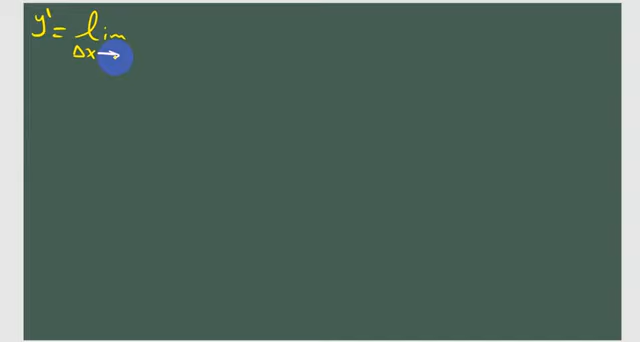 y' = lim
Δx →